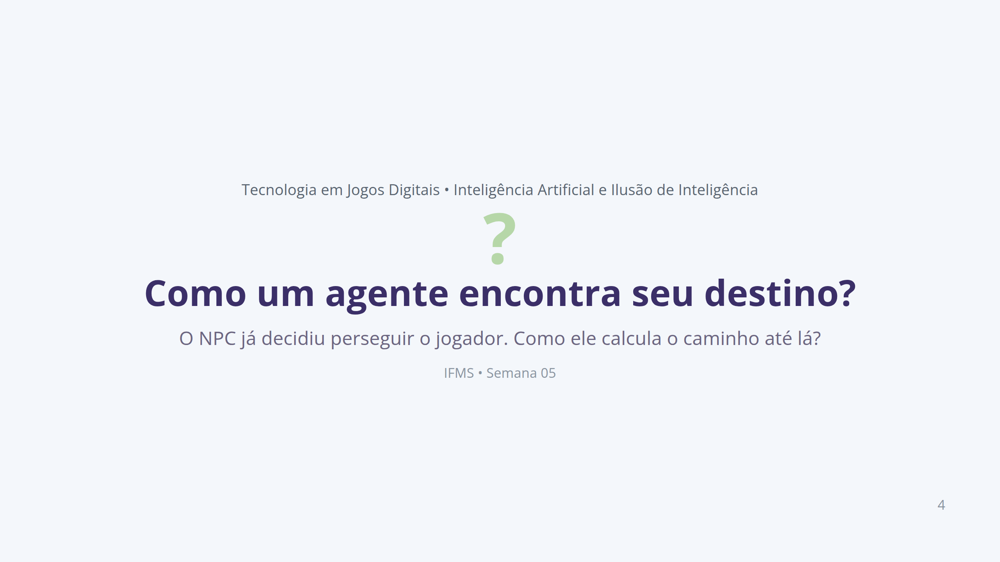 Tecnologia em Jogos Digitais • Inteligência Artificial e Ilusão de Inteligência
?
Como um agente encontra seu destino?
O NPC já decidiu perseguir o jogador. Como ele calcula o caminho até lá?
IFMS • Semana 05
4